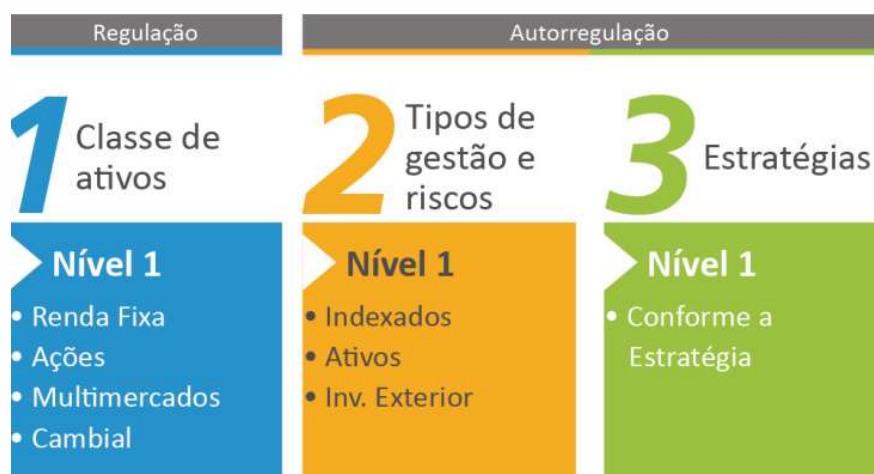 Regulação
Autorregulação
1
Classe de
ativos
2
Tipos de
gestão e
riscos
3
Estratégias
Nível 1
• Renda Fixa
• Ações
• Multimercados
• Cambial
Nível 1
• Indexados
• Ativos
• Inv. Exterior
Nível 1
• Conforme a
Estratégia